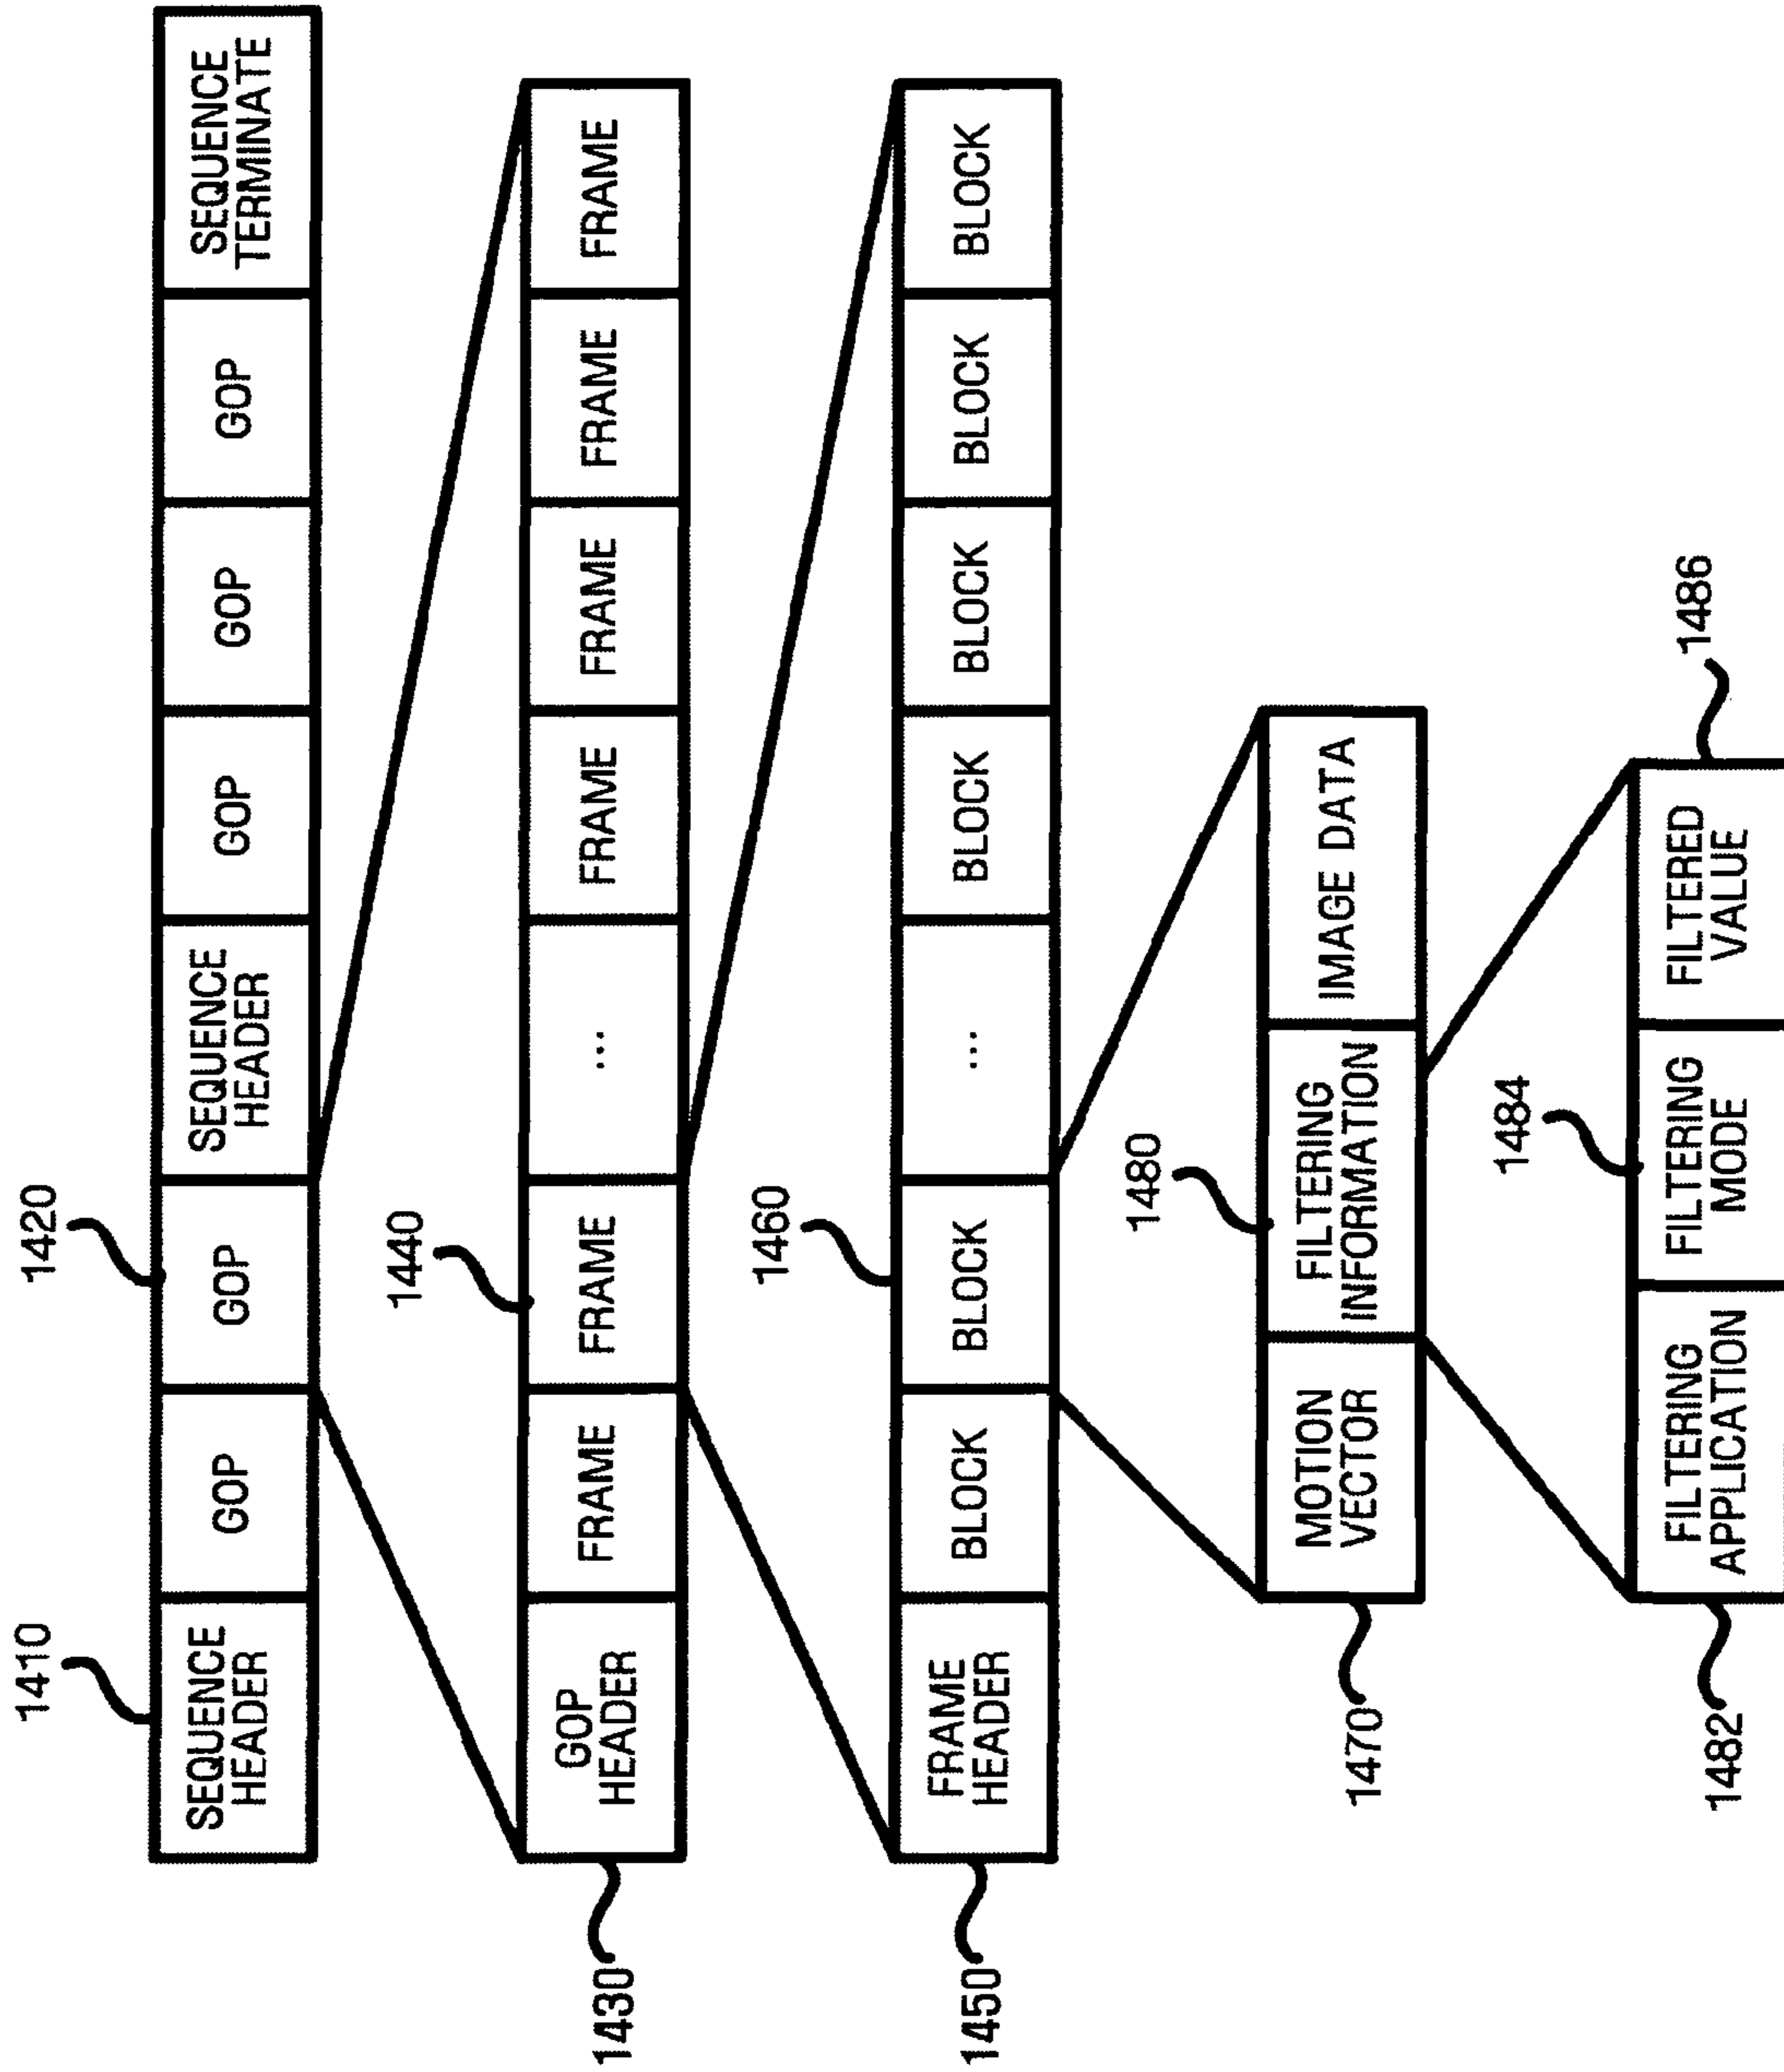 1410
1420
SEQUENCE
HEADER
GOP
GOP
SEQUENCE
HEADER
GOP
GOP
GOP
SEQUENCE
TERMINATE
1440
1430
GOP
HEADER
FRAME
FRAME
...
FRAME
FRAME
FRAME
FRAME
1460
1450
FRAME
HEADER
BLOCK
BLOCK
...
BLOCK
BLOCK
BLOCK
BLOCK
1480
1470
MOTION
VECTOR
FILTERING
INFORMATION
IMAGE DATA
1484
1486
1482
FILTERING
APPLICATION
FILTERING
MODE
FILTERED
VALUE